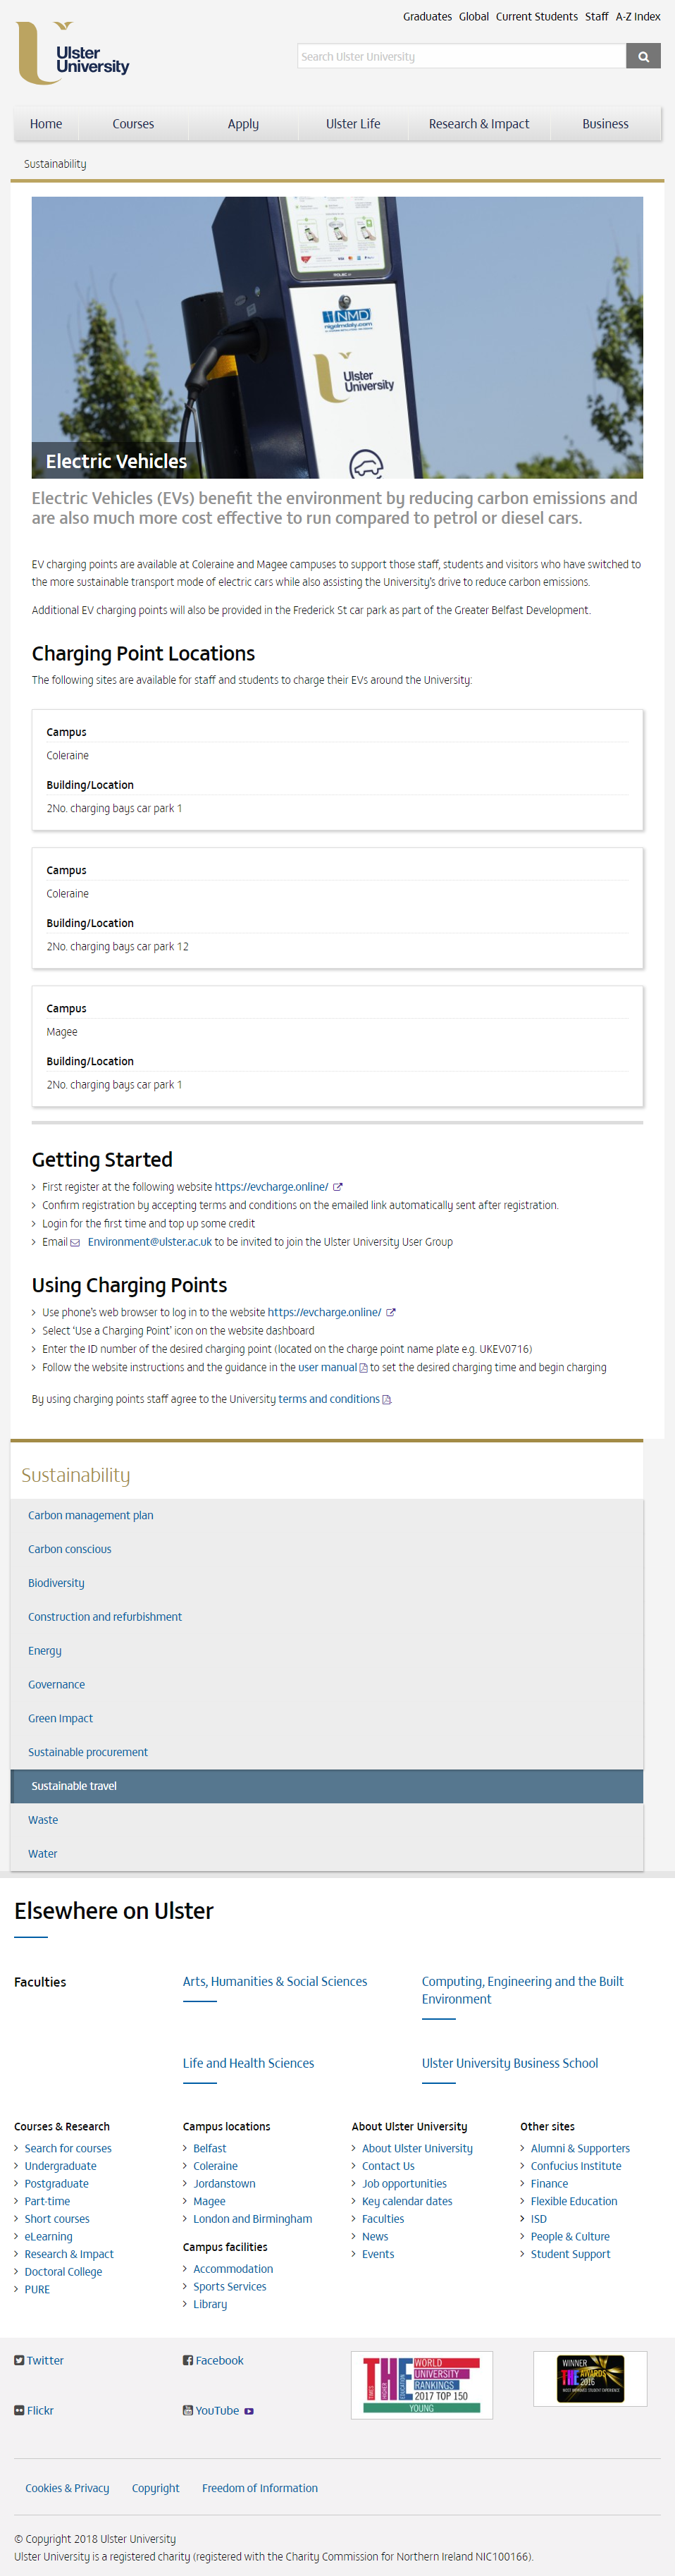 Graduates Global Current Students Staff A-Z Index
Ulster
University
Search Ulster University
Home Courses Apply Ulster Life Research & Impact Business
Sustainability
NMD
nigelmdaily.com
Ulster
University
Electric Vehicles
Electric Vehicles (EVs) benefit the environment by reducing carbon emissions and
are also much more cost effective to run compared to petrol or diesel cars.
EV charging points are available at Coleraine and Magee campuses to support those staff, students and visitors who have switched to
the more sustainable transport mode of electric cars while also assisting the University's drive to reduce carbon emissions.
Additional EV charging points will also be provided in the Frederick St car park as part of the Greater Belfast Development.
Charging Point Locations
The following sites are available for staff and students to charge their EVs around the University:
Campus
Coleraine
Building/Location
2No. charging bays car park 1
Campus
Coleraine
Building/Location
2No. charging bays car park 12
Campus
Magee
Building/Location
2No. charging bays car park 1
Getting Started
First register at the following website https://evcharge.online/
Confirm registration by accepting terms and conditions on the emailed link automatically sent after registration.
Login for the first time and top up some credit
Email Environment@ulster.ac.uk to be invited to join the Ulster University User Group
Using Charging Points
Use phone's web browser to log in to the website https://evcharge.online/
Select 'Use a Charging Point' icon on the website dashboard
Enter the ID number of the desired charging point (located on the charge point name plate e.g. UKEV0716)
Follow the website instructions and the guidance in the user manual to set the desired charging time and begin charging
By using charging points staff agree to the University terms and conditions.
Sustainability
Carbon management plan
Carbon conscious
Biodiversity
Construction and refurbishment
Energy
Governance
Green Impact
Sustainable procurement
Sustainable travel
Waste
Water
Elsewhere on Ulster
Faculties
Arts, Humanities & Social Sciences
Computing, Engineering and the Built
Environment
Life and Health Sciences
Ulster University Business School
Courses & Research
Search for courses
Undergraduate
Postgraduate
Part-time
Short courses
eLearning
Research & Impact
Doctoral College
PURE
Campus locations
Belfast
Coleraine
Jordanstown
Magee
London and Birmingham
Campus facilities
Accommodation
Sports Services
Library
About Ulster University
About Ulster University
Contact Us
Job opportunities
Key calendar dates
Faculties
News
Events
Other sites
Alumni & Supporters
Confucius Institute
Finance
Flexible Education
ISD
People & Culture
Student Support
Twitter
Facebook
Flickr
YouTube
TIMES HIGHER EDUCATION
THE WORLD
UNIVERSITY
RANKINGS
2017 TOP 150
YOUNG
WINNER
THE AWARDS
2016
MOST IMPROVED STUDENT EXPERIENCE
Cookies & Privacy Copyright Freedom of Information
© Copyright 2018 Ulster University
Ulster University is a registered charity (registered with the Charity Commission for Northern Ireland NIC100166).